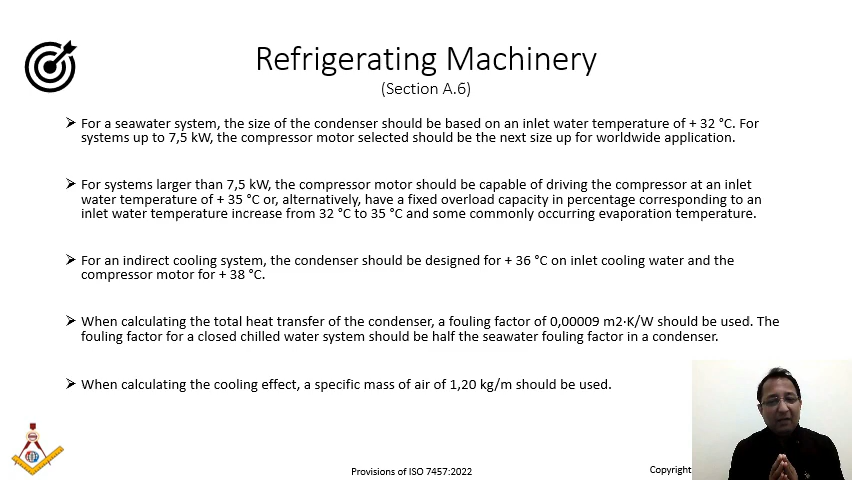 Refrigerating Machinery
(Section A.6)
➢ For a seawater system, the size of the condenser should be based on an inlet water temperature of + 32 °C. For
systems up to 7,5 kW, the compressor motor selected should be the next size up for worldwide application.
➢ For systems larger than 7,5 kW, the compressor motor should be capable of driving the compressor at an inlet
water temperature of + 35 °C or, alternatively, have a fixed overload capacity in percentage corresponding to an
inlet water temperature increase from 32 °C to 35 °C and some commonly occurring evaporation temperature.
➢ For an indirect cooling system, the condenser should be designed for + 36 °C on inlet cooling water and the
compressor motor for + 38 °C.
➢ When calculating the total heat transfer of the condenser, a fouling factor of 0,00009 m2·K/W should be used. The
fouling factor for a closed chilled water system should be half the seawater fouling factor in a condenser.
➢ When calculating the cooling effect, a specific mass of air of 1,20 kg/m should be used.
Provisions of ISO 7457:2022
Copyright